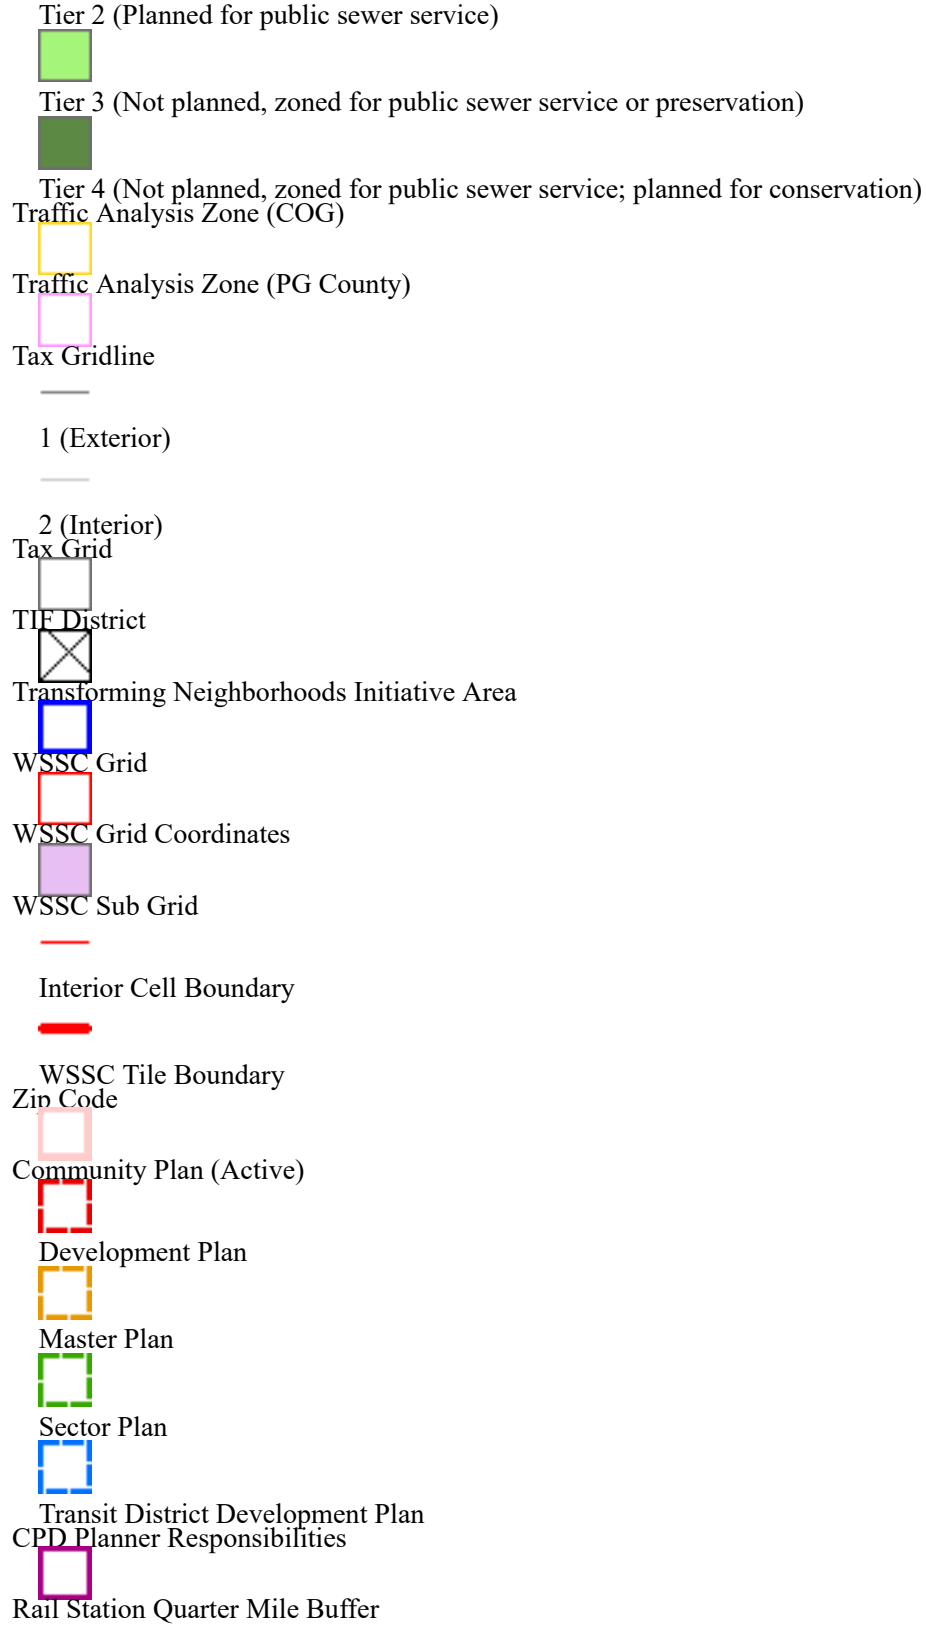 Tier 2 (Planned for public sewer service)
Tier 3 (Not planned, zoned for public sewer service or preservation)
Tier 4 (Not planned, zoned for public sewer service; planned for conservation)
Traffic Analysis Zone (COG)
Traffic Analysis Zone (PG County)
Tax Gridline
1 (Exterior)
2 (Interior)
Tax Grid
TIF District
Transforming Neighborhoods Initiative Area
WSSC Grid
WSSC Grid Coordinates
WSSC Sub Grid
Interior Cell Boundary
WSSC Tile Boundary
Zip Code
Community Plan (Active)
Development Plan
Master Plan
Sector Plan
Transit District Development Plan
CPD Planner Responsibilities
Rail Station Quarter Mile Buffer